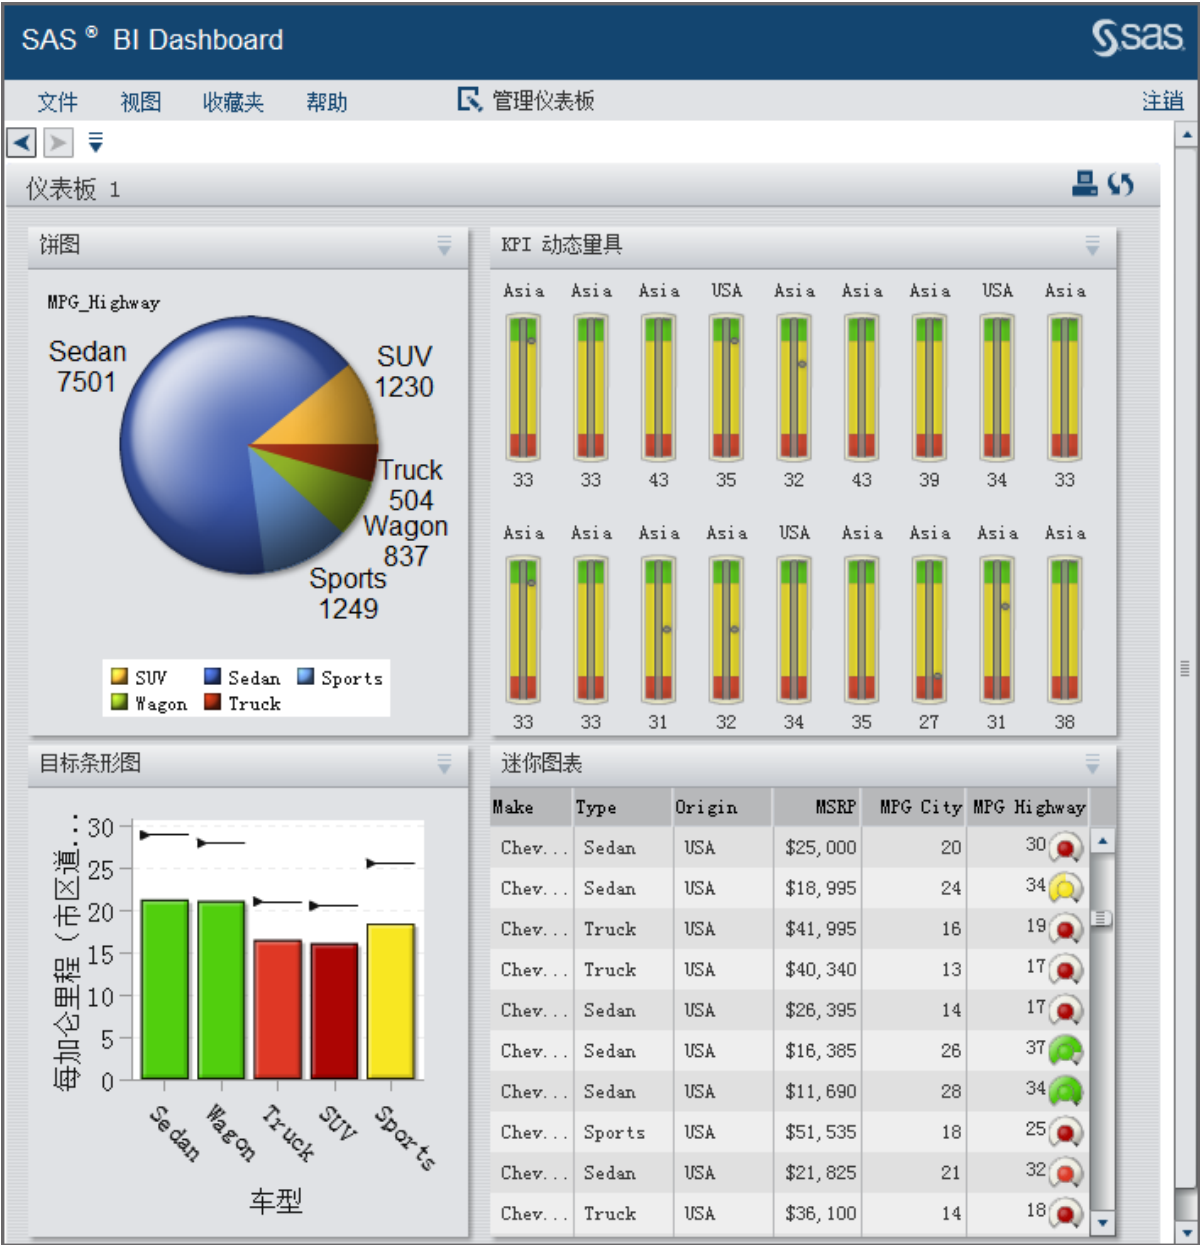 SAS ® BI Dashboard
sas
文件 视图 收藏夹 帮助 管理仪表板 注销
仪表板 1
饼图
MPG_Highway
Sedan
7501
SUV
1230
Truck
504
Wagon
837
Sports
1249
SUV Sedan Sports
Wagon Truck
KPI 动态量具
Asia Asia Asia USA Asia Asia Asia USA Asia
33 33 43 35 32 43 39 34 33
Asia Asia Asia Asia USA Asia Asia Asia Asia
33 33 31 32 34 35 27 31 38
目标条形图
每加仑里程（市区道...
30
25
20
15
10
5
0
Sedan Wagon Truck SUV Sports
车型
迷你图表
Make Type Origin MSRP MPG City MPG Highway
Chev... Sedan USA $25,000 20 30
Chev... Sedan USA $18,995 24 34
Chev... Truck USA $41,995 16 19
Chev... Truck USA $40,340 13 17
Chev... Sedan USA $26,395 14 17
Chev... Sedan USA $16,385 26 37
Chev... Sedan USA $11,690 28 34
Chev... Sports USA $51,535 18 25
Chev... Sedan USA $21,825 21 32
Chev... Truck USA $36,100 14 18